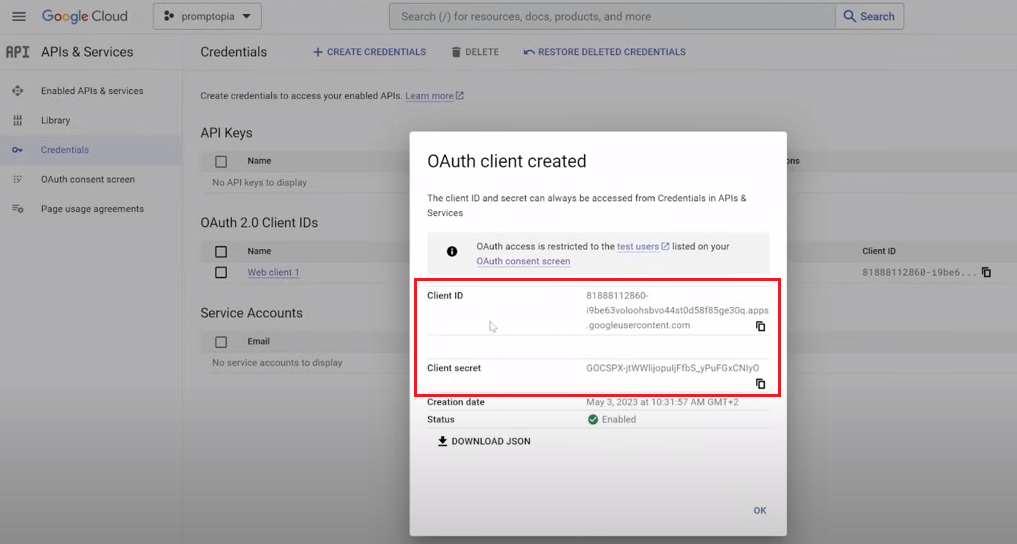 Google Cloud
promptopia
Search (/) for resources, docs, products, and more
Search
API
APIs & Services
Credentials
CREATE CREDENTIALS
DELETE
RESTORE DELETED CREDENTIALS
Enabled APIs & services
Library
Credentials
OAuth consent screen
Page usage agreements
Create credentials to access your enabled APIs. Learn more
API Keys
Name
ons
No API keys to display
OAuth 2.0 Client IDs
Name
Client ID
Web client 1
81888112860-i9be6...
Service Accounts
Email
No service accounts to display
OAuth client created
The client ID and secret can always be accessed from Credentials in APIs &
Services
OAuth access is restricted to the test users listed on your
OAuth consent screen
Client ID
81888112860-
i9be63voloohsbvo44st0d58f85ge30q.apps
.googleusercontent.com
Client secret
Creation date
May 3, 2023 at 10:31:57 AM GMT+2
Status
Enabled
DOWNLOAD JSON
OK